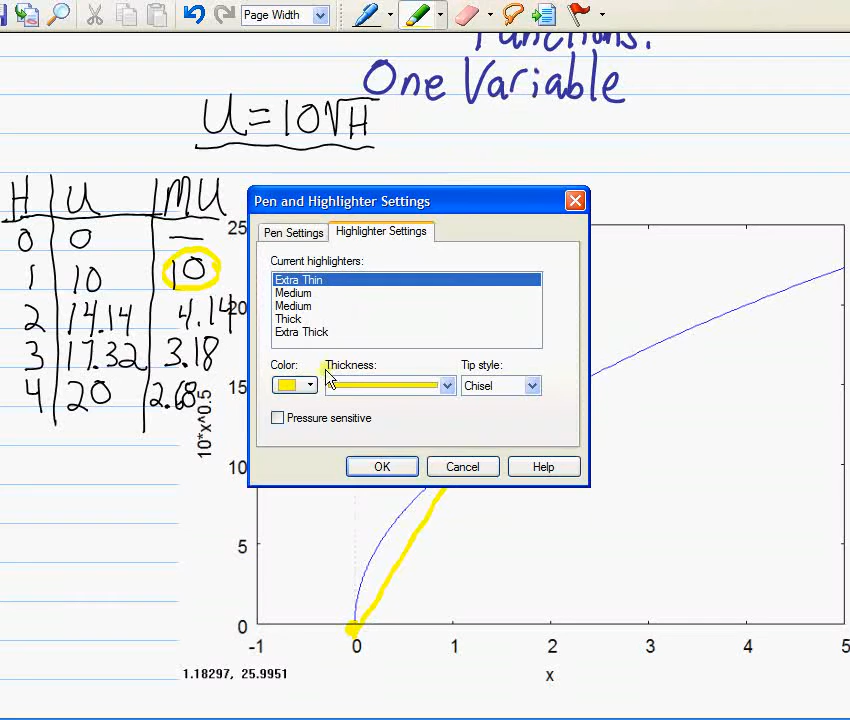 Page Width
Functions:
One Variable
U = 10√H
H U MU
0 0 —
1 10 10
2 14.14 4.14
3 17.32 3.18
4 20 2.68
Pen and Highlighter Settings
Pen Settings Highlighter Settings
Current highlighters:
Extra Thin
Medium
Medium
Thick
Extra Thick
Color: Thickness: Tip style:
Chisel
Pressure sensitive
OK Cancel Help
10*x^0.5
25
20
15
10
5
0
-1 0 1 2 3 4 5
x
1.18297, 25.9951